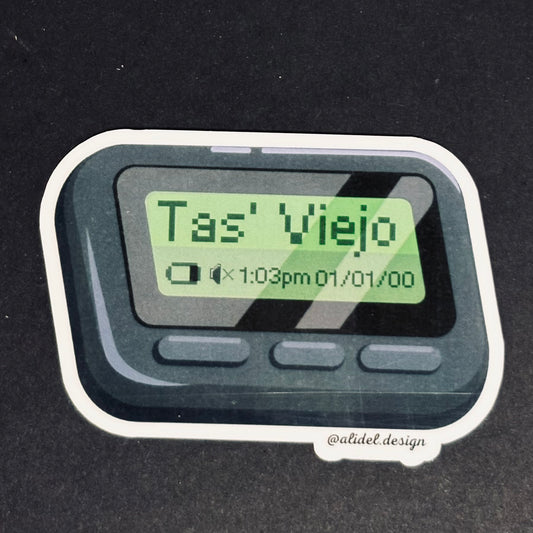 Tas' Viejo
1:03pm 01/01/00
@alidel.design